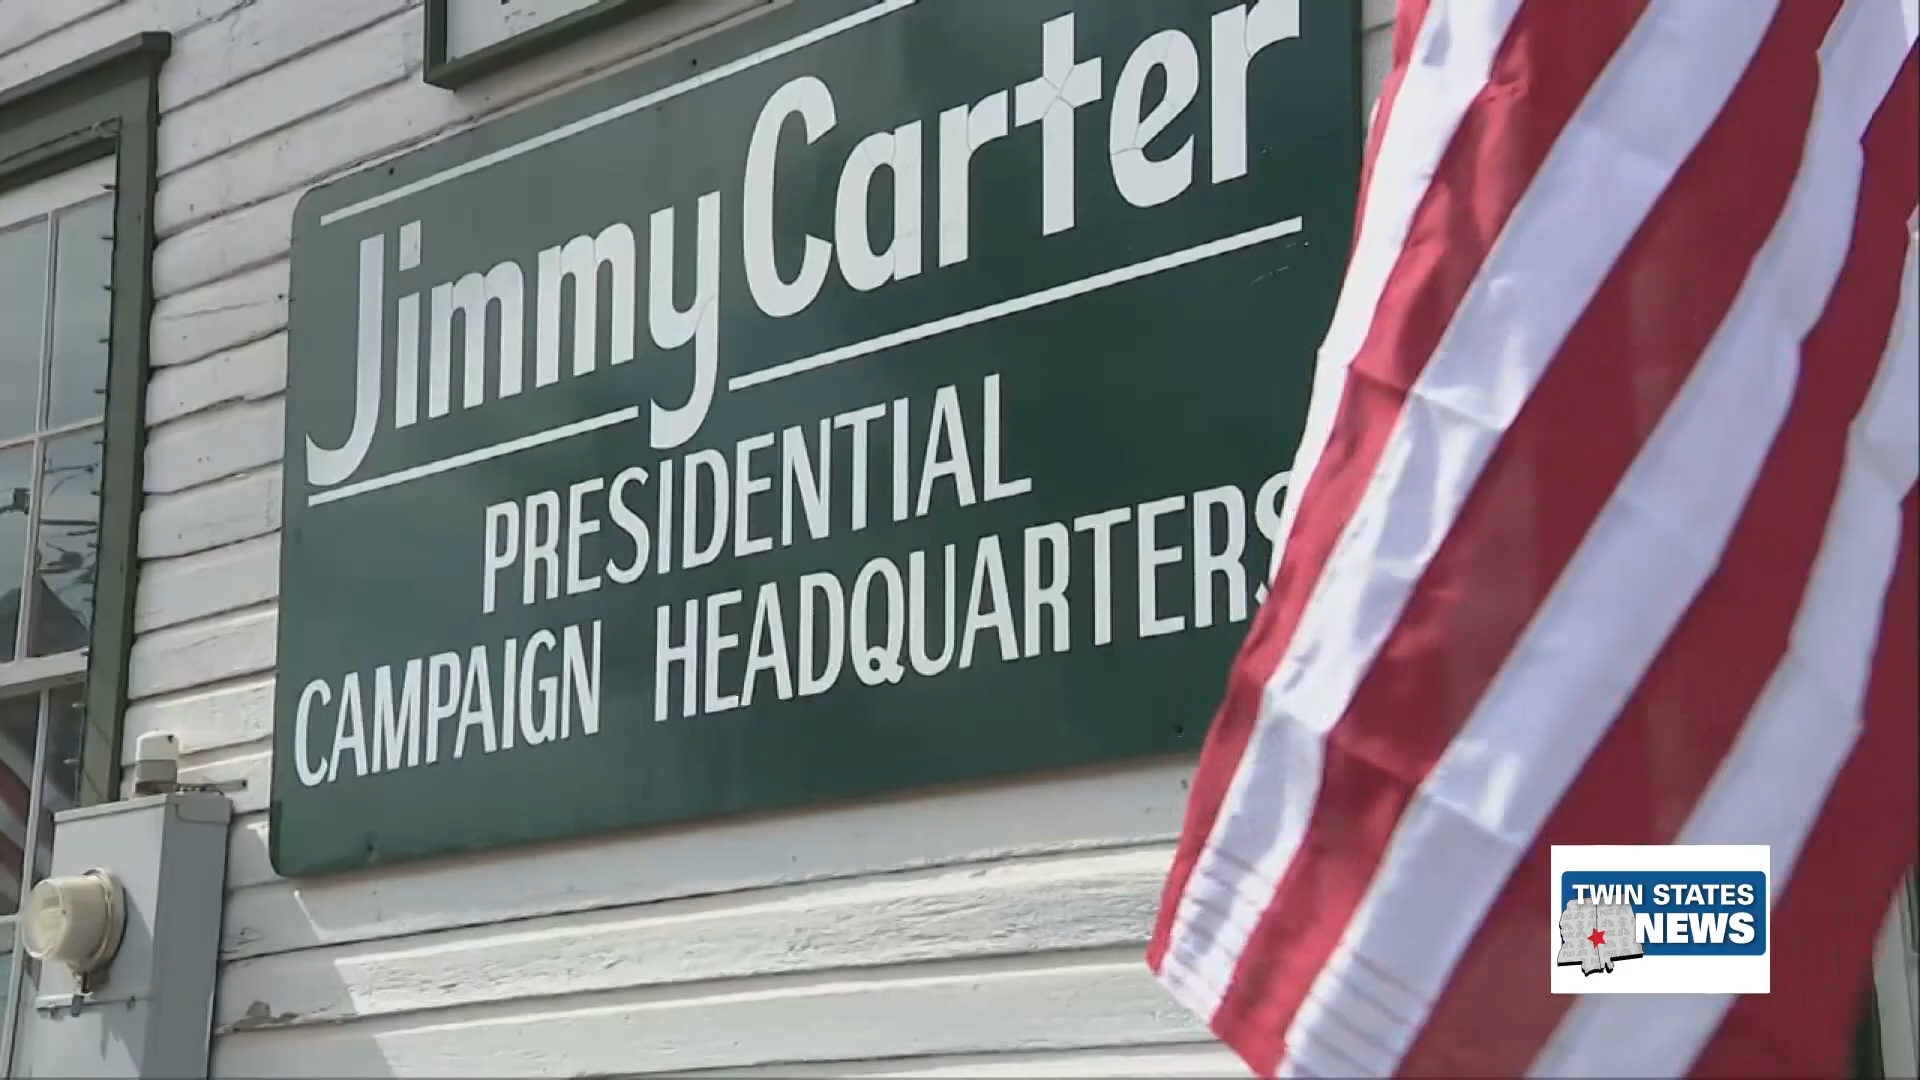 Jimmy Carter
PRESIDENTIAL
CAMPAIGN HEADQUARTERS
TWIN STATES
NEWS